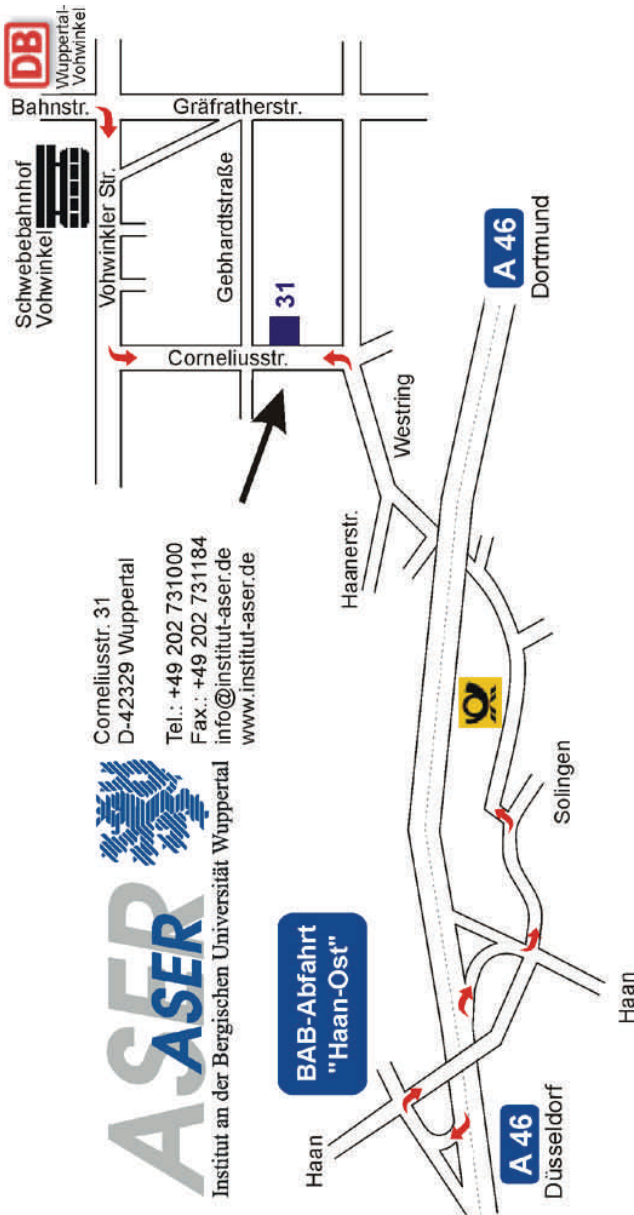 ASER
ASER
Institut an der Bergischen Universität Wuppertal
Corneliusstr. 31
D-42329 Wuppertal
Tel.: +49 202 731000
Fax.: +49 202 731184
info@institut-aser.de
www.institut-aser.de
Schwebebahnhof
Vohwinkel
Bahnstr.
DB
Wuppertal-
Vohwinkel
Vohwinkler Str.
Gräfratherstr.
Gebhardtstraße
Corneliusstr.
31
BAB-Abfahrt
"Haan-Ost"
Haan
Haanerstr.
Westring
A 46
Düsseldorf
Haan
Solingen
A 46
Dortmund